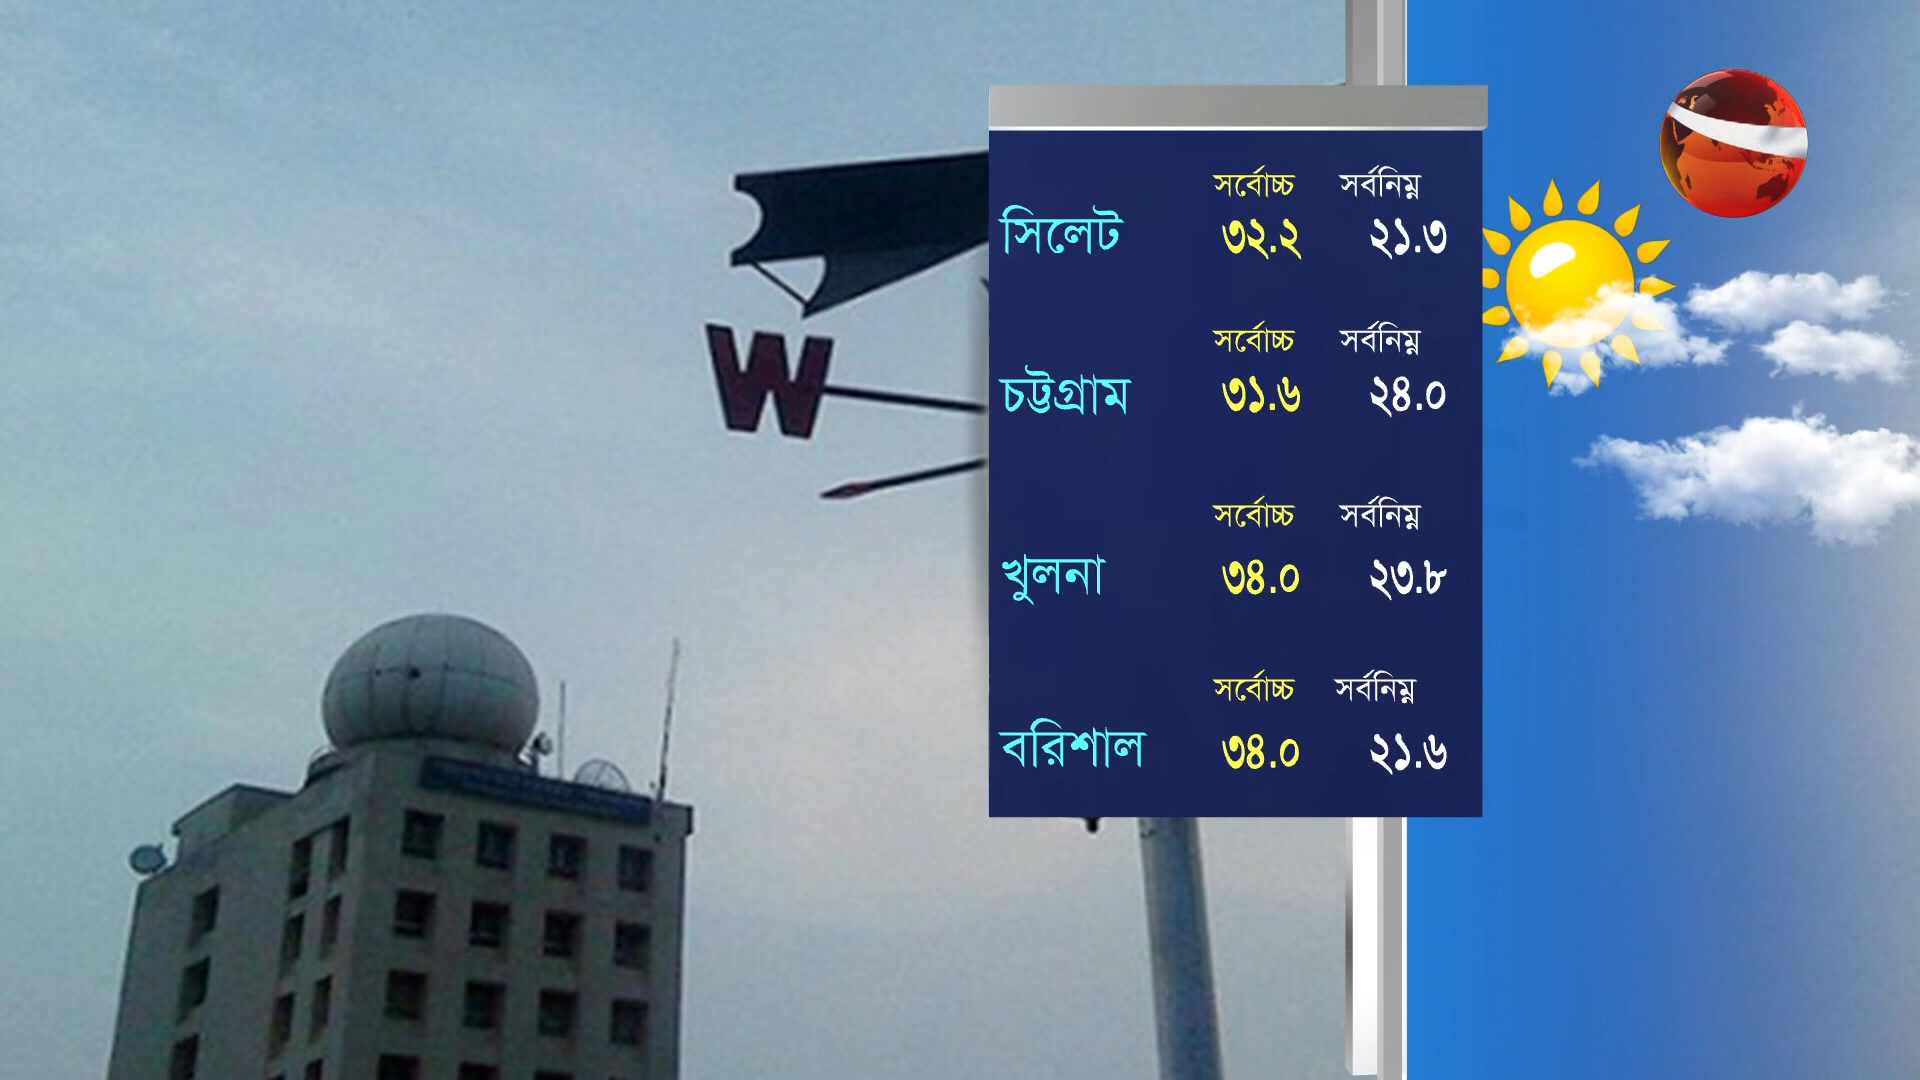 W
সর্বোচ্চ সর্বনিম্ন
সিলেট ৩২.২ ২১.৩
সর্বোচ্চ সর্বনিম্ন
চট্টগ্রাম ৩১.৬ ২৪.০
সর্বোচ্চ সর্বনিম্ন
খুলনা ৩৪.০ ২৩.৮
সর্বোচ্চ সর্বনিম্ন
বরিশাল ৩৪.০ ২১.৬